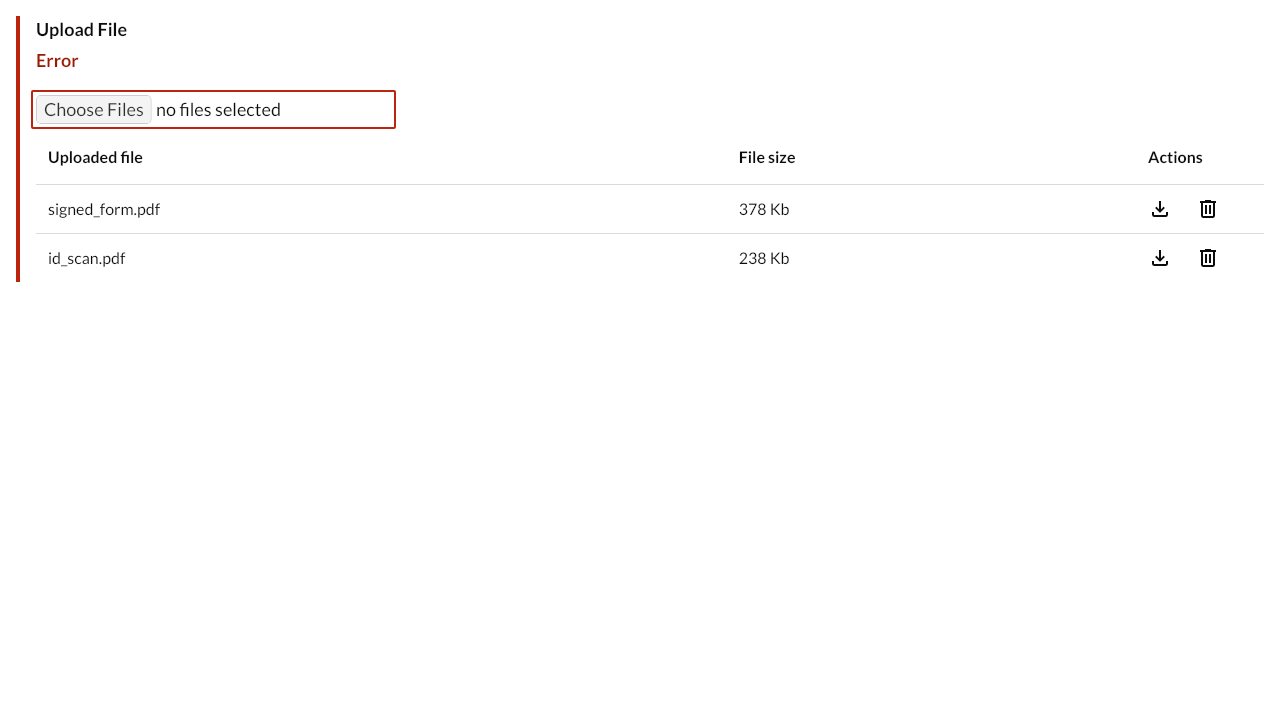 Upload File
Error
Choose Files no files selected
Uploaded file File size Actions
signed_form.pdf 378 Kb
id_scan.pdf 238 Kb